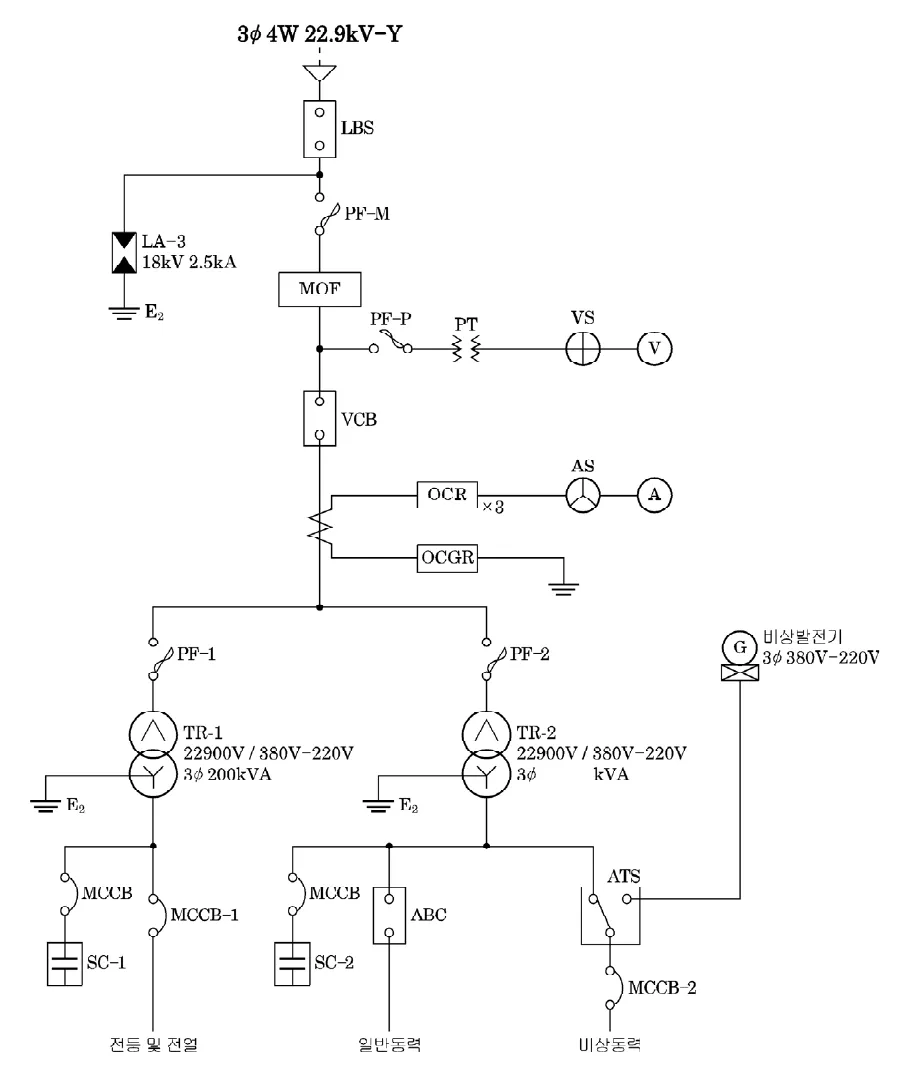 3φ 4W 22.9kV-Y
LBS
PF-M
LA-3
18kV 2.5kA
E₂
MOF
PF-P
PT
VS
V
VCB
AS
OCR
×3
A
OCGR
PF-1
PF-2
G
비상발전기
3φ 380V-220V
TR-1
22900V / 380V-220V
3φ 200kVA
E₂
TR-2
22900V / 380V-220V
3φ kVA
E₂
MCCB
MCCB-1
SC-1
MCCB
ABC
SC-2
ATS
MCCB-2
전등 및 전열
일반동력
비상동력